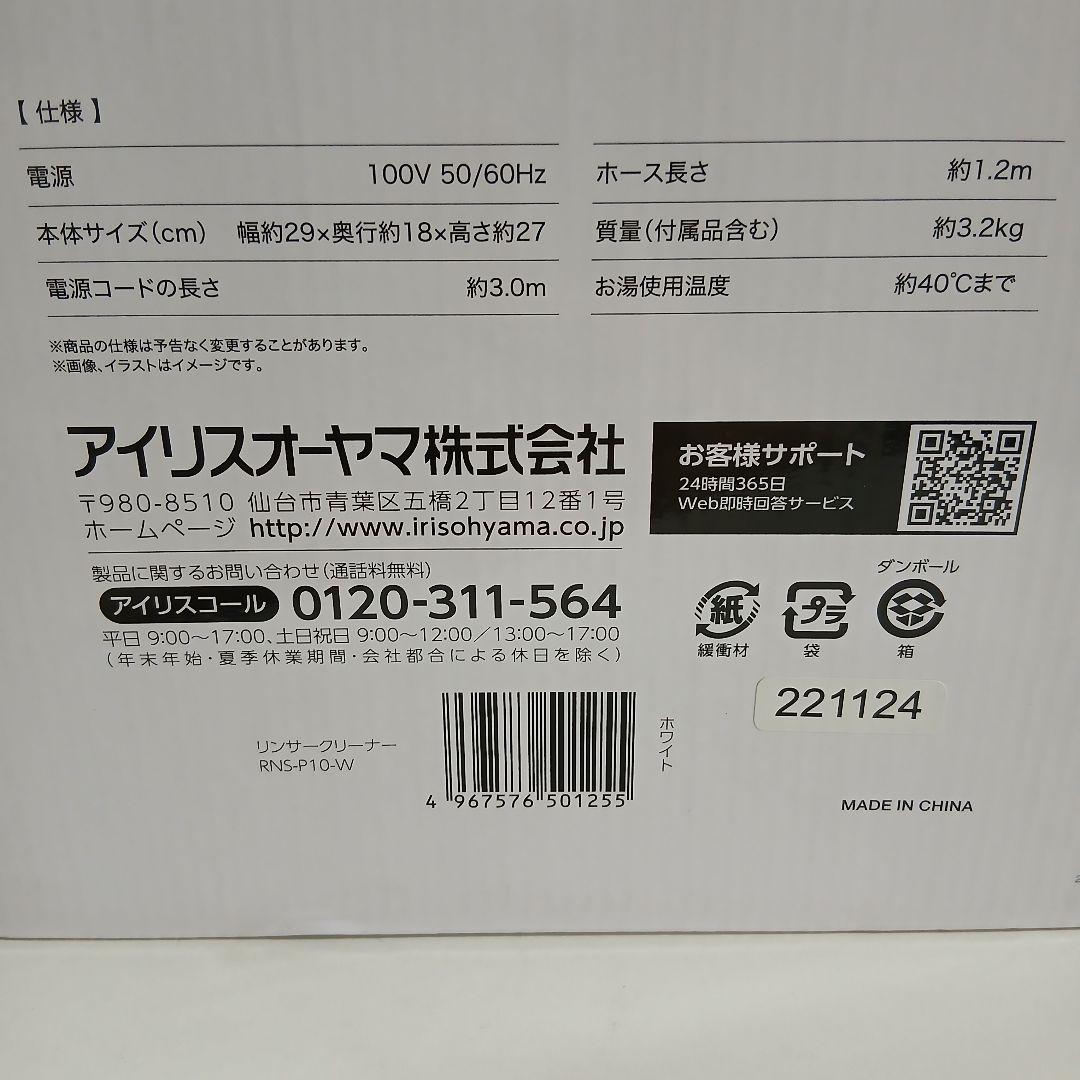 【 仕様 】
電源 100V 50/60Hz
本体サイズ（cm） 幅約29×奥行約18×高さ約27
電源コードの長さ 約3.0m
ホース長さ 約1.2m
質量（付属品含む） 約3.2kg
お湯使用温度 約40℃まで
※商品の仕様は予告なく変更することがあります。
※画像、イラストはイメージです。
アイリスオーヤマ株式会社
〒980-8510 仙台市青葉区五橋2丁目12番1号
ホームページ http://www.irisohyama.co.jp
製品に関するお問い合わせ（通話料無料）
アイリスコール 0120-311-564
平日 9:00～17:00、土日祝日 9:00～12:00／13:00～17:00
（年末年始・夏季休業期間・会社都合による休日を除く）
お客様サポート
24時間365日
Web即時回答サービス
ダンボール
紙 プラ
緩衝材 袋 箱
221124
リンサークリーナー
RNS-P10-W
4 967576 501255
ホワイト
MADE IN CHINA